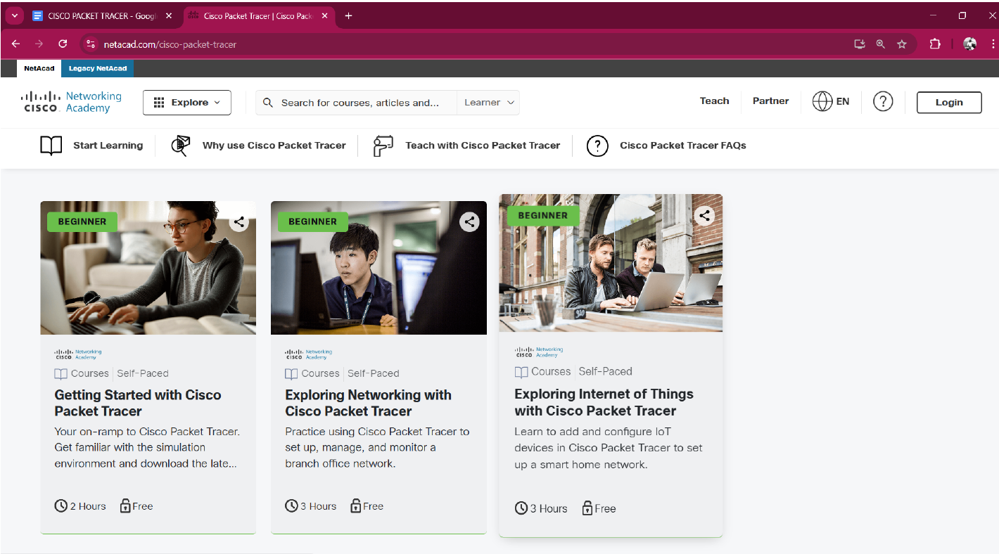 CISCO PACKET TRACER - Goog
Cisco Packet Tracer | Cisco Pack
netacad.com/cisco-packet-tracer
NetAcad
Legacy NetAcad
CISCO Networking Academy
Explore
Search for courses, articles and...
Learner
Teach
Partner
EN
?
Login
Start Learning
Why use Cisco Packet Tracer
Teach with Cisco Packet Tracer
? Cisco Packet Tracer FAQs
BEGINNER
CISCO Networking Academy
Courses | Self-Paced
Getting Started with Cisco
Packet Tracer
Your on-ramp to Cisco Packet Tracer.
Get familiar with the simulation
environment and download the late...
2 Hours Free
BEGINNER
CISCO Networking Academy
Courses | Self-Paced
Exploring Networking with
Cisco Packet Tracer
Practice using Cisco Packet Tracer to
set up, manage, and monitor a
branch office network.
3 Hours Free
BEGINNER
CISCO Networking Academy
Courses | Self-Paced
Exploring Internet of Things
with Cisco Packet Tracer
Learn to add and configure IoT
devices in Cisco Packet Tracer to set
up a smart home network.
3 Hours Free